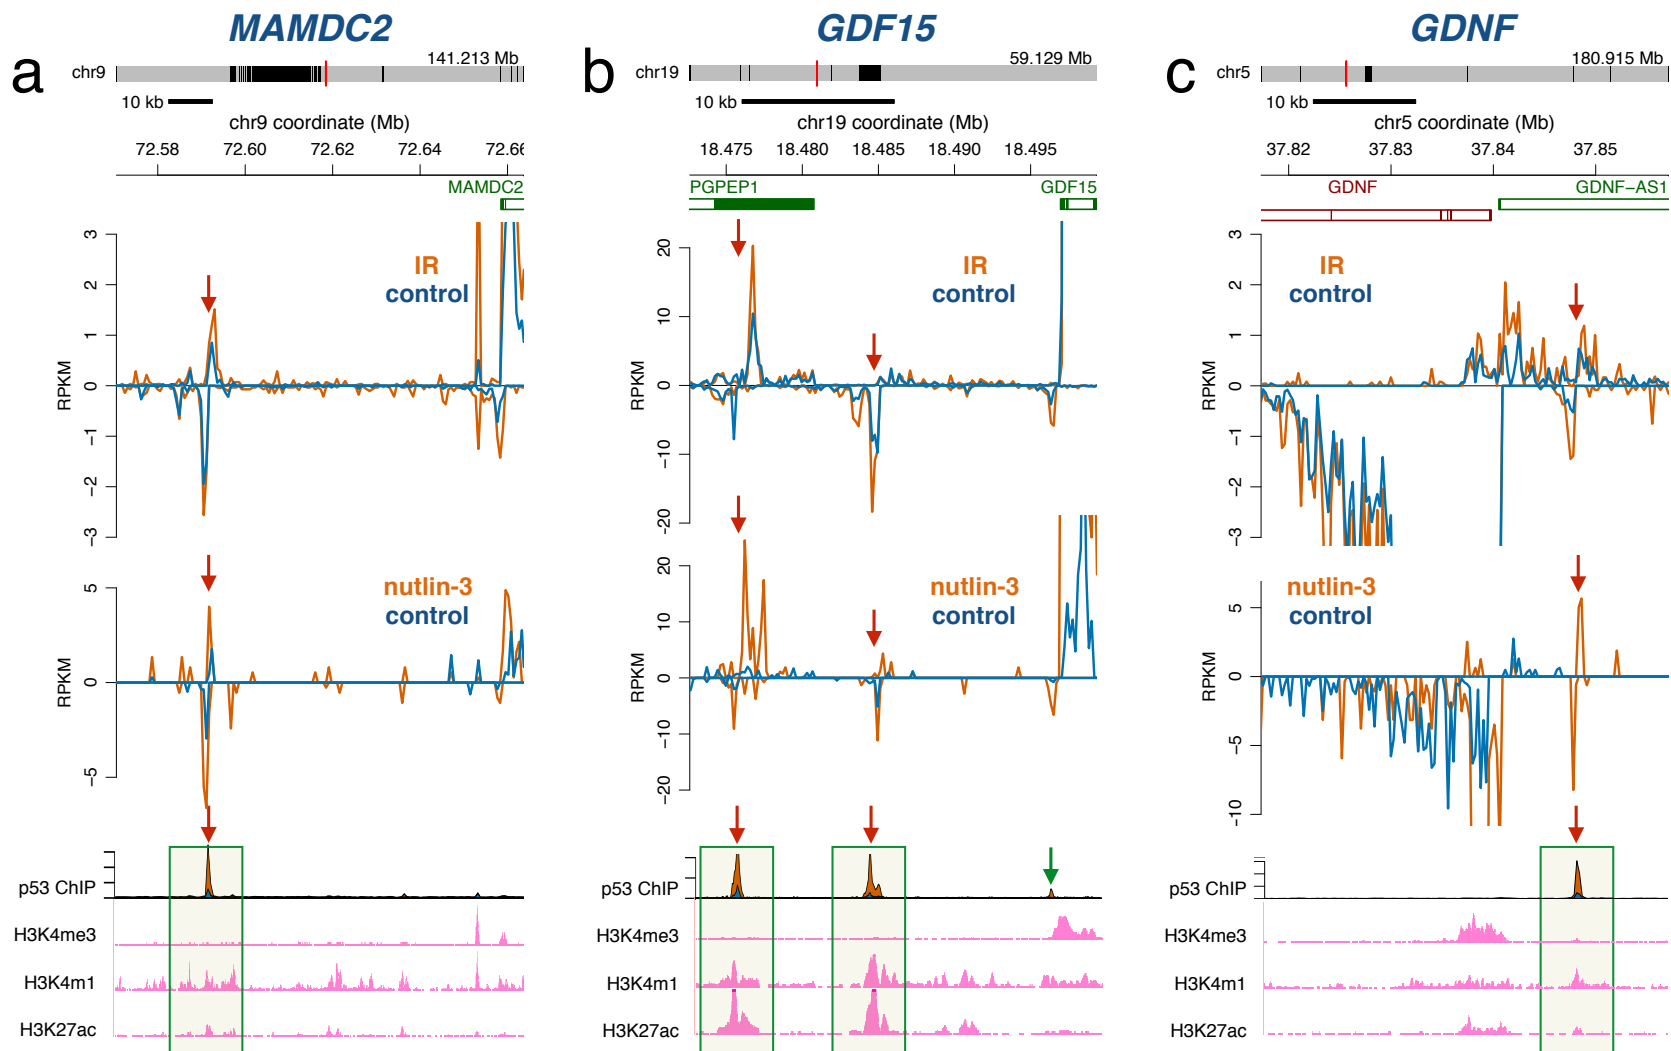 MAMDC2
a
chr9
141.213 Mb
10 kb
chr9 coordinate (Mb)
72.58 72.60 72.62 72.64 72.66
MAMDC2
IR
control
RPKM
3
2
1
0
−1
−2
−3
nutlin-3
control
RPKM
5
0
−5
p53 ChIP
H3K4me3
H3K4m1
H3K27ac
GDF15
b
chr19
59.129 Mb
10 kb
chr19 coordinate (Mb)
18.475 18.480 18.485 18.490 18.495
PGPEP1 GDF15
IR
control
RPKM
20
10
0
−10
−20
nutlin-3
control
RPKM
20
10
0
−10
−20
p53 ChIP
H3K4me3
H3K4m1
H3K27ac
GDNF
c
chr5
180.915 Mb
10 kb
chr5 coordinate (Mb)
37.82 37.83 37.84 37.85
GDNF GDNF−AS1
IR
control
RPKM
3
2
1
0
−1
−2
−3
nutlin-3
control
RPKM
5
0
−5
−10
p53 ChIP
H3K4me3
H3K4m1
H3K27ac